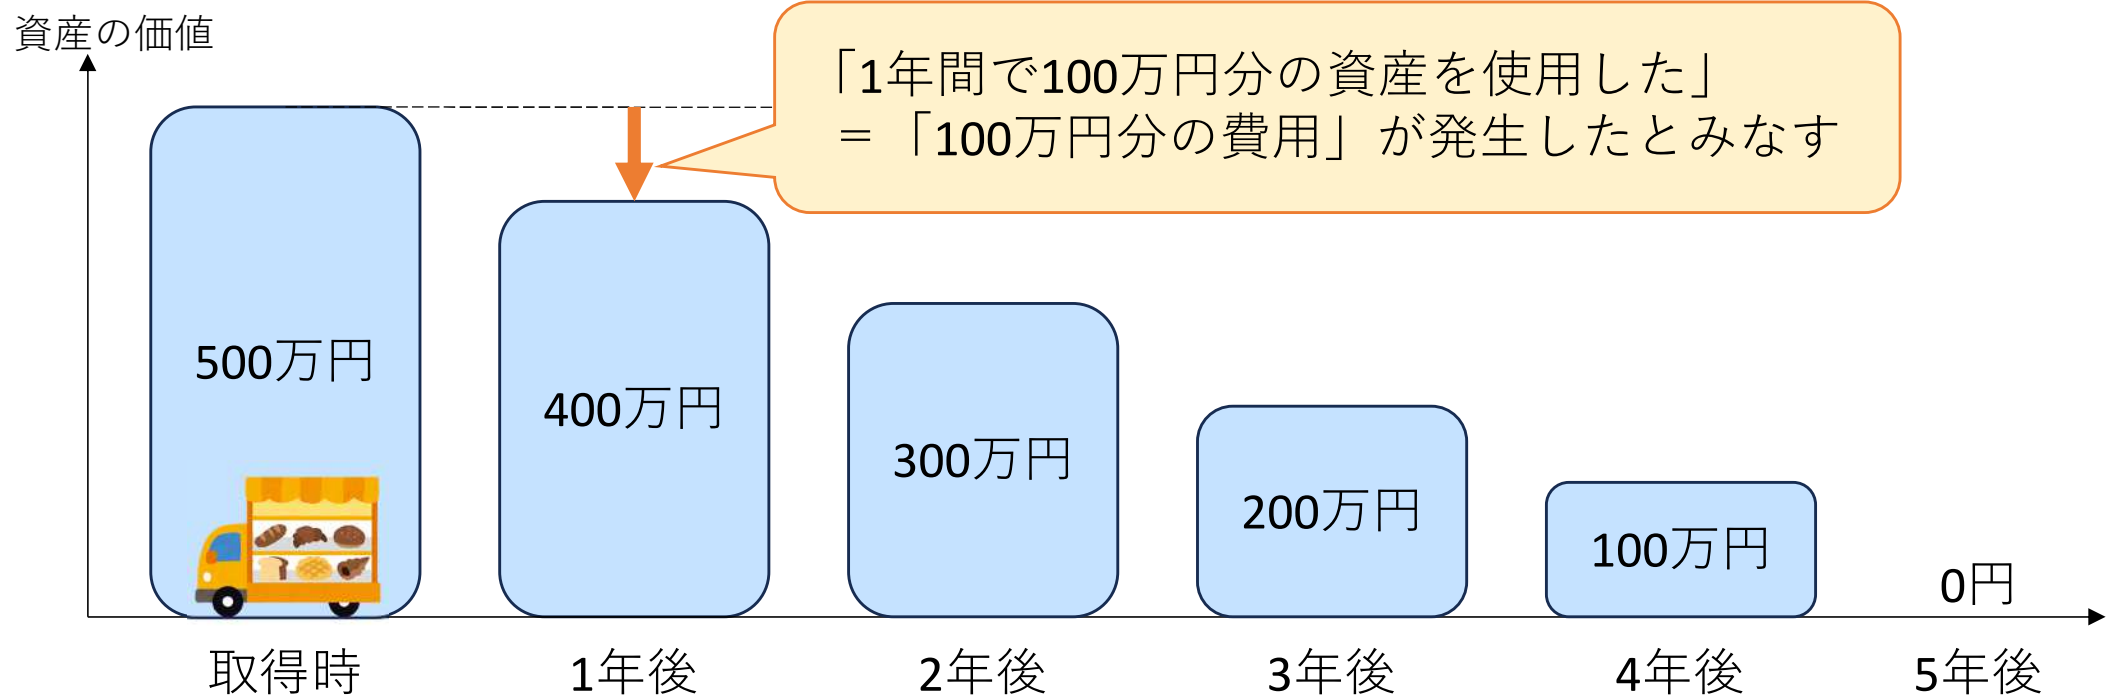 資産の価値
「1年間で100万円分の資産を使用した」
＝「100万円分の費用」が発生したとみなす
500万円
400万円
300万円
200万円
100万円
0円
取得時
1年後
2年後
3年後
4年後
5年後